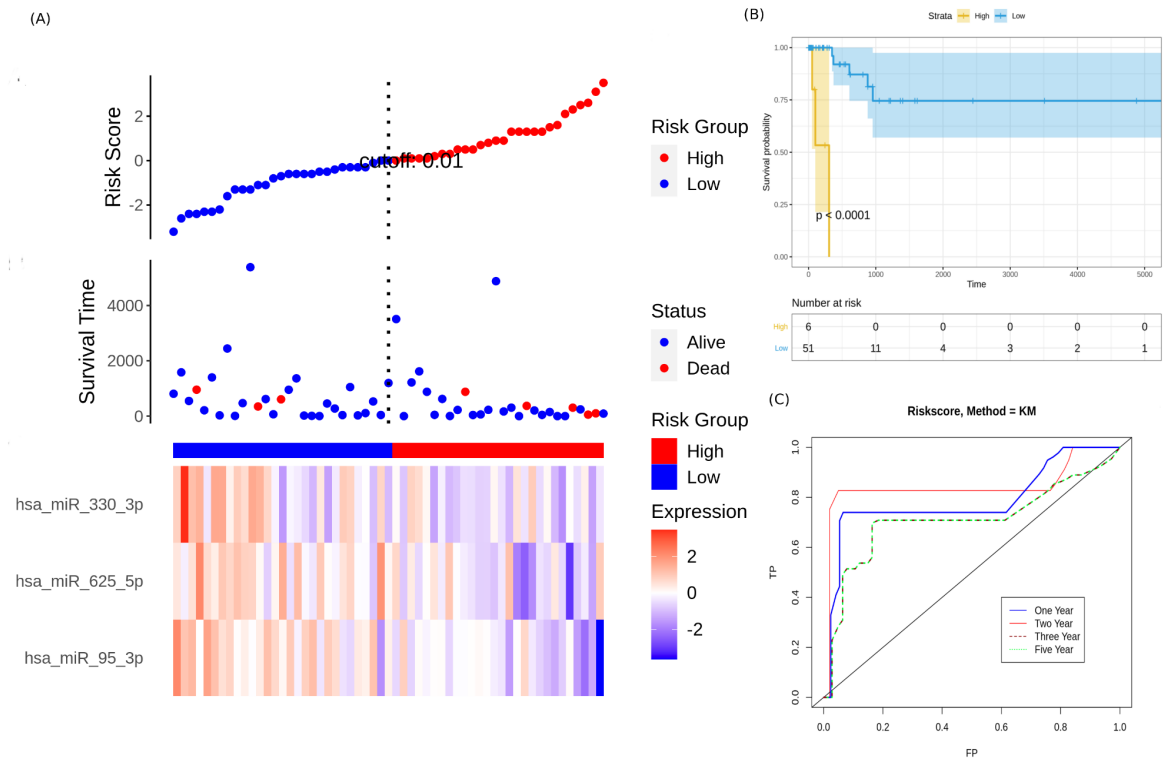 (A)
Risk Score
2
0
-2
cutoff: 0.01
Risk Group
High
Low
Survival Time
4000
2000
0
Status
Alive
Dead
Risk Group
High
Low
hsa_miR_330_3p
hsa_miR_625_5p
hsa_miR_95_3p
Expression
2
0
-2
(B)
Strata High Low
Survival probability
1.00
0.75
0.50
0.25
0.00
p < 0.0001
0 1000 2000 3000 4000 5000
Time
Number at risk
High 6 0 0 0 0 0
Low 51 11 4 3 2 1
(C)
Riskscore, Method = KM
TP
1.0
0.8
0.6
0.4
0.2
0.0
One Year
Two Year
Three Year
Five Year
0.0 0.2 0.4 0.6 0.8 1.0
FP